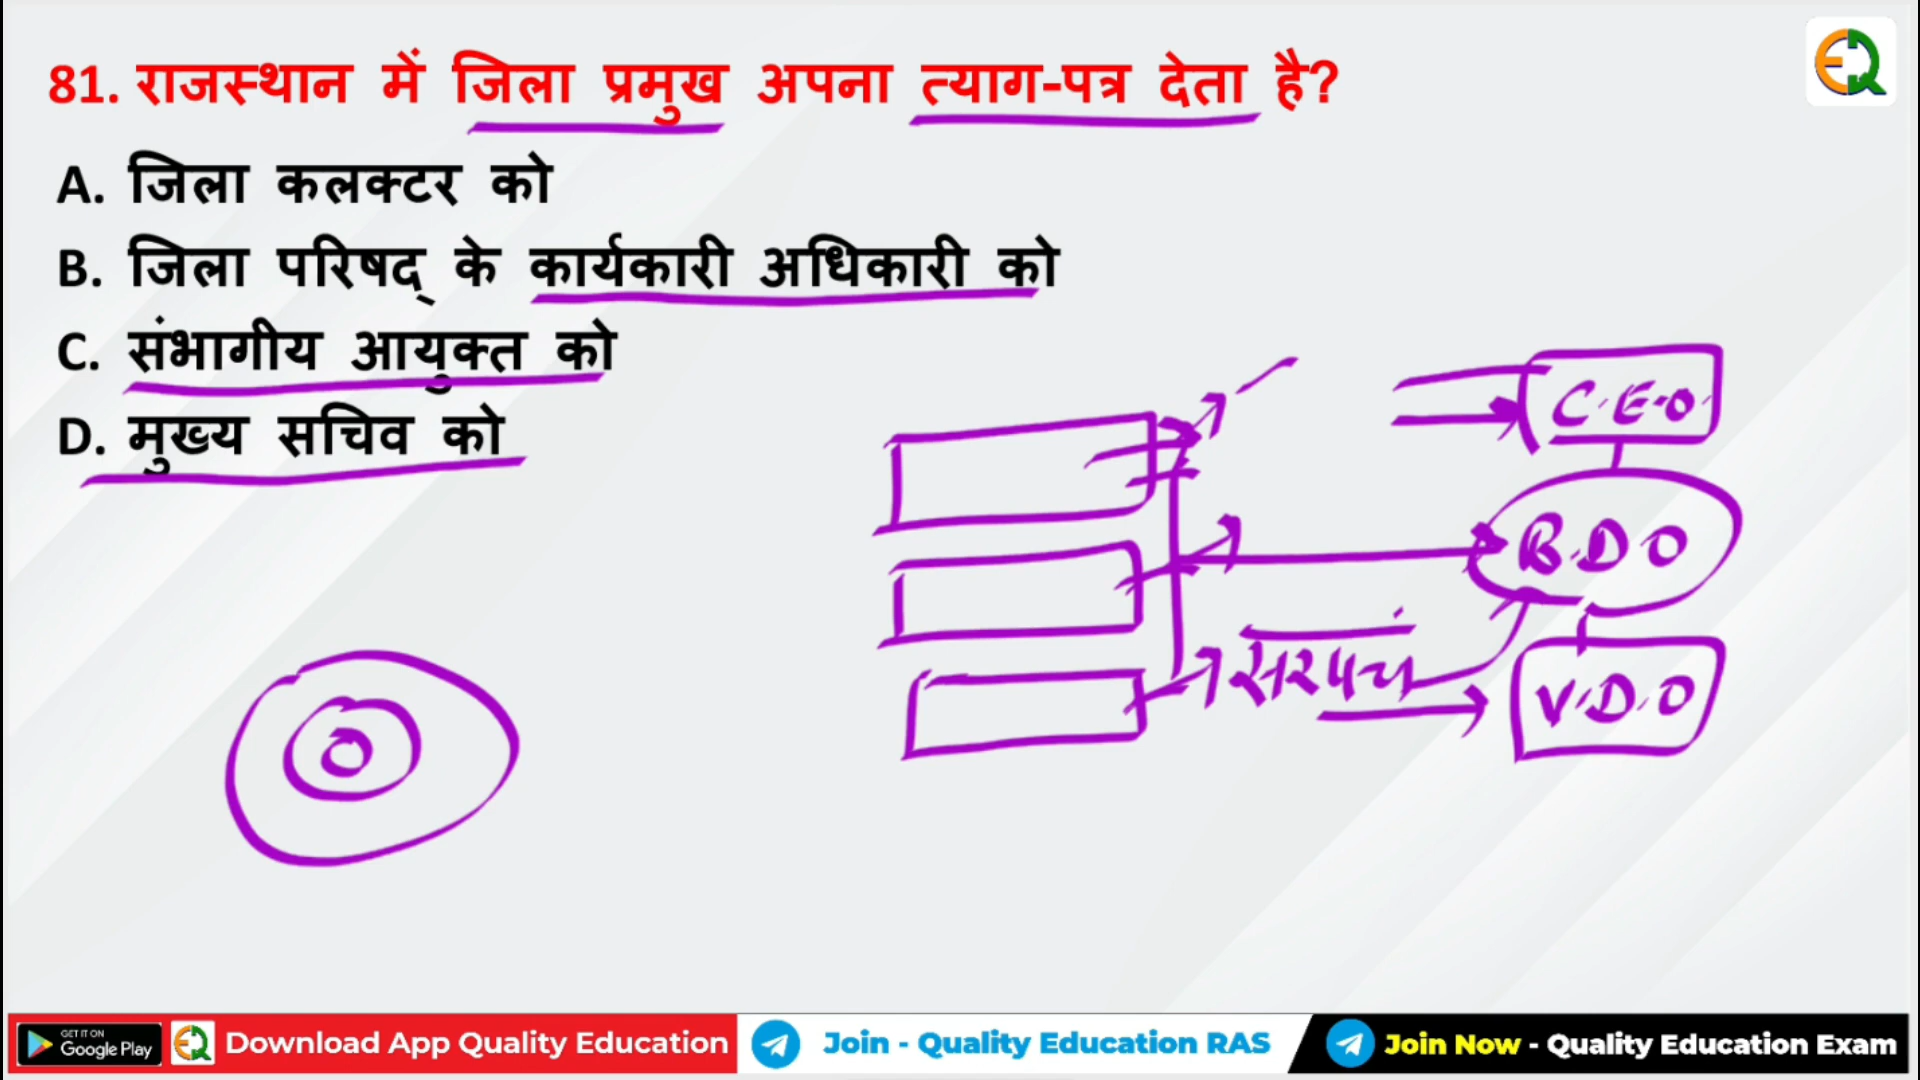 81. राजस्थान में जिला प्रमुख अपना त्याग-पत्र देता है?
A. जिला कलक्टर को
B. जिला परिषद् के कार्यकारी अधिकारी को
C. संभागीय आयुक्त को
D. मुख्य सचिव को
C.E.O.
B.D.O
सरपंच
V.D.O
GET IT ON
Google Play
Download App Quality Education
Join - Quality Education RAS
Join Now - Quality Education Exam